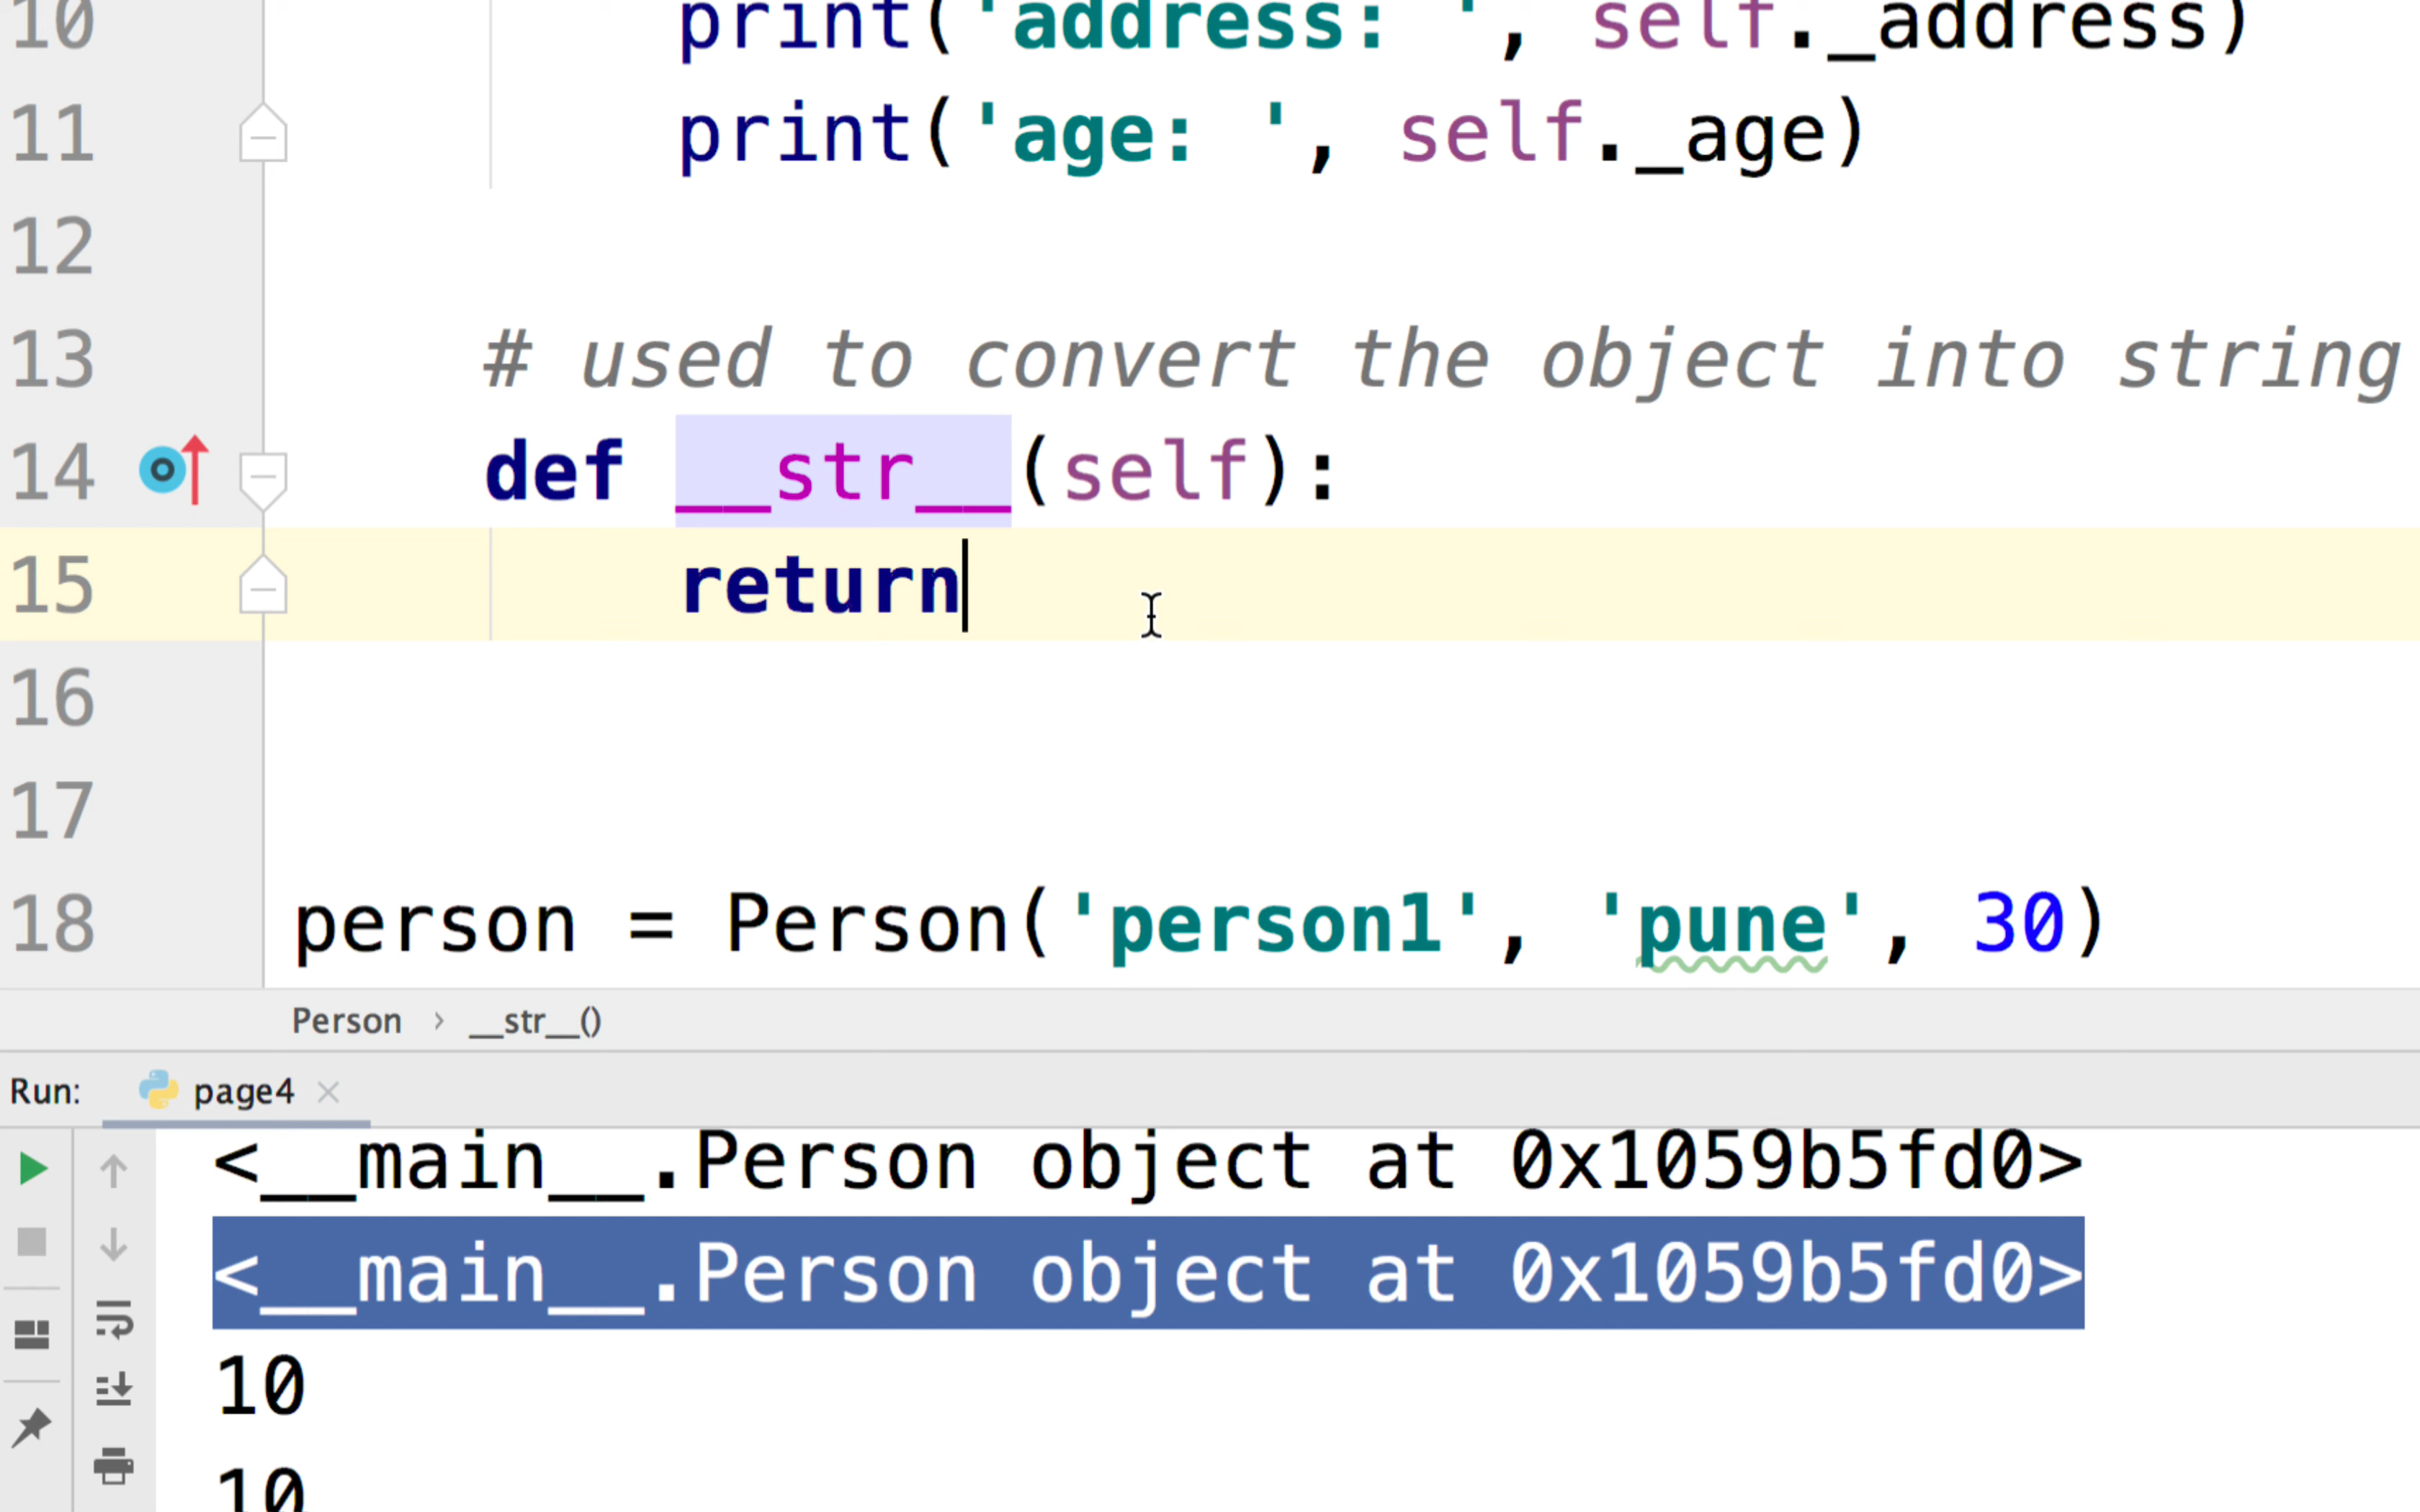 10 print('address: ', self._address)
11 print('age: ', self._age)
12
13 # used to convert the object into string
14 def __str__(self):
15 return
16
17
18 person = Person('person1', 'pune', 30)
Person › __str__()
Run: page4
<__main__.Person object at 0x1059b5fd0>
<__main__.Person object at 0x1059b5fd0>
10
10